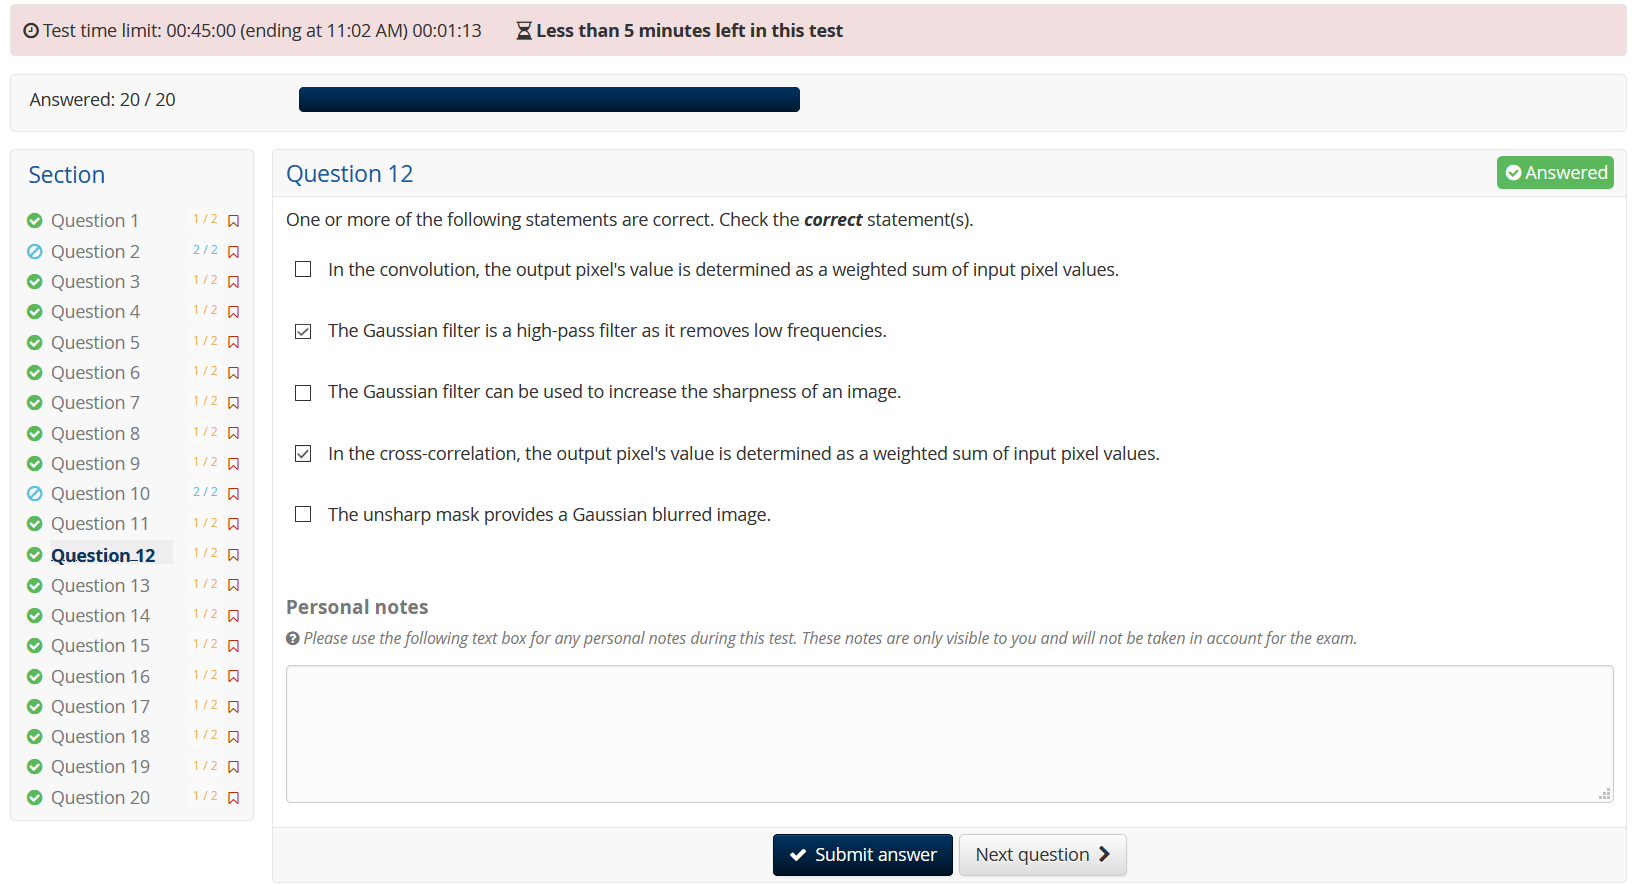 Test time limit: 00:45:00 (ending at 11:02 AM) 00:01:13 Less than 5 minutes left in this test
Answered: 20 / 20
Section
Question 1 1 / 2
Question 2 2 / 2
Question 3 1 / 2
Question 4 1 / 2
Question 5 1 / 2
Question 6 1 / 2
Question 7 1 / 2
Question 8 1 / 2
Question 9 1 / 2
Question 10 2 / 2
Question 11 1 / 2
Question 12 1 / 2
Question 13 1 / 2
Question 14 1 / 2
Question 15 1 / 2
Question 16 1 / 2
Question 17 1 / 2
Question 18 1 / 2
Question 19 1 / 2
Question 20 1 / 2
Question 12
Answered
One or more of the following statements are correct. Check the correct statement(s).
In the convolution, the output pixel's value is determined as a weighted sum of input pixel values.
The Gaussian filter is a high-pass filter as it removes low frequencies.
The Gaussian filter can be used to increase the sharpness of an image.
In the cross-correlation, the output pixel's value is determined as a weighted sum of input pixel values.
The unsharp mask provides a Gaussian blurred image.
Personal notes
Please use the following text box for any personal notes during this test. These notes are only visible to you and will not be taken in account for the exam.
Submit answer
Next question